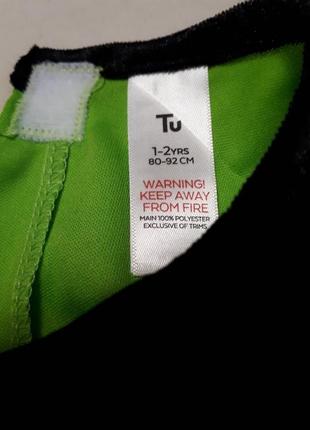 Tu
1-2YRS
80-92 CM
WARNING!
KEEP AWAY
FROM FIRE
MAIN 100% POLYESTER
EXCLUSIVE OF TRIMS